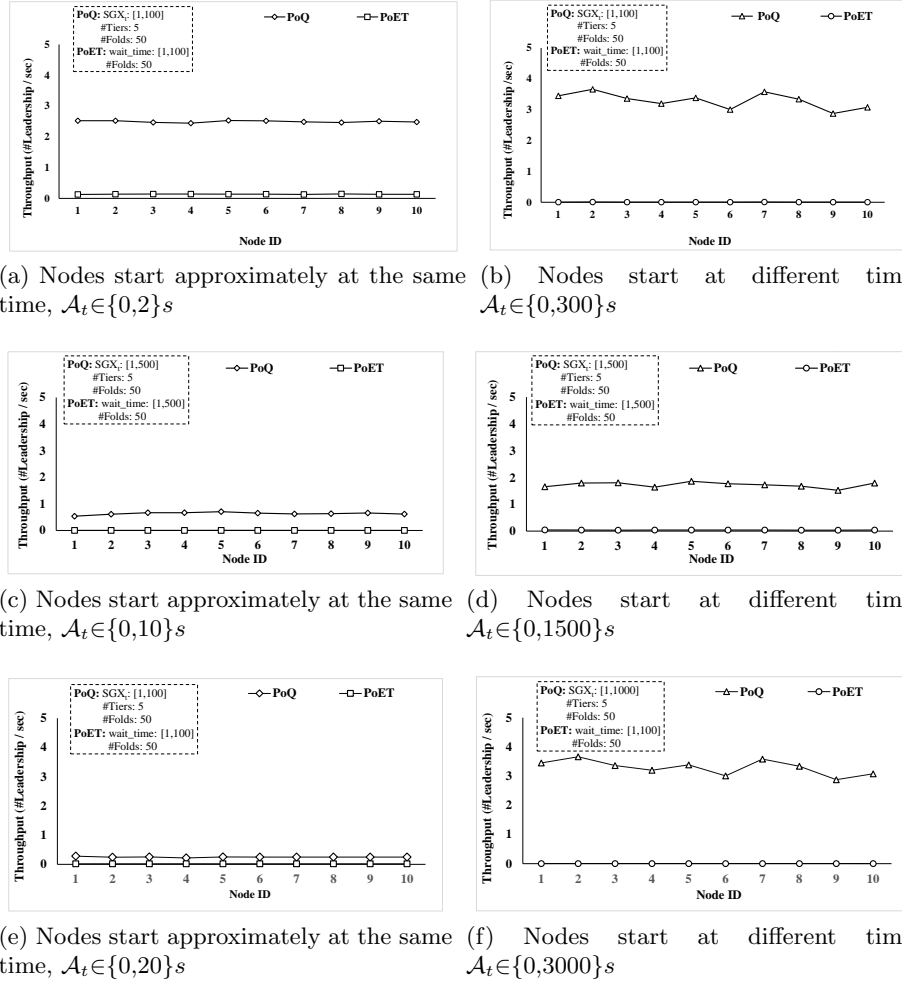 PoQ: SGXt: [1,100]
#Tiers: 5
#Folds: 50
PoET: wait_time: [1,100]
#Folds: 50
PoQ PoET
Throughput (#Leadership / sec)
5
4
3
2
1
0
1 2 3 4 5 6 7 8 9 10
Node ID
(a) Nodes start approximately at the same
time, 𝒜t∈{0,2}s
PoQ: SGXt: [1,100]
#Tiers: 5
#Folds: 50
PoET: wait_time: [1,100]
#Folds: 50
PoQ PoET
Throughput (#Leadership / sec)
5
4
3
2
1
0
1 2 3 4 5 6 7 8 9 10
Node ID
(b) Nodes start at different tim
𝒜t∈{0,300}s
PoQ: SGXt: [1,500]
#Tiers: 5
#Folds: 50
PoET: wait_time: [1,500]
#Folds: 50
PoQ PoET
Throughput (#Leadership / sec)
5
4
3
2
1
0
1 2 3 4 5 6 7 8 9 10
Node ID
(c) Nodes start approximately at the same
time, 𝒜t∈{0,10}s
PoQ: SGXt: [1,500]
#Tiers: 5
#Folds: 50
PoET: wait_time: [1,500]
#Folds: 50
PoQ PoET
Throughput (#Leadership / sec)
5
4
3
2
1
0
1 2 3 4 5 6 7 8 9 10
Node ID
(d) Nodes start at different tim
𝒜t∈{0,1500}s
PoQ: SGXt: [1,100]
#Tiers: 5
#Folds: 50
PoET: wait_time: [1,100]
#Folds: 50
PoQ PoET
Throughput (#Leadership / sec)
5
4
3
2
1
0
1 2 3 4 5 6 7 8 9 10
Node ID
(e) Nodes start approximately at the same
time, 𝒜t∈{0,20}s
PoQ: SGXt: [1,1000]
#Tiers: 5
#Folds: 50
PoET: wait_time: [1,100]
#Folds: 50
PoQ PoET
Throughput (#Leadership / sec)
5
4
3
2
1
0
1 2 3 4 5 6 7 8 9 10
Node ID
(f) Nodes start at different tim
𝒜t∈{0,3000}s